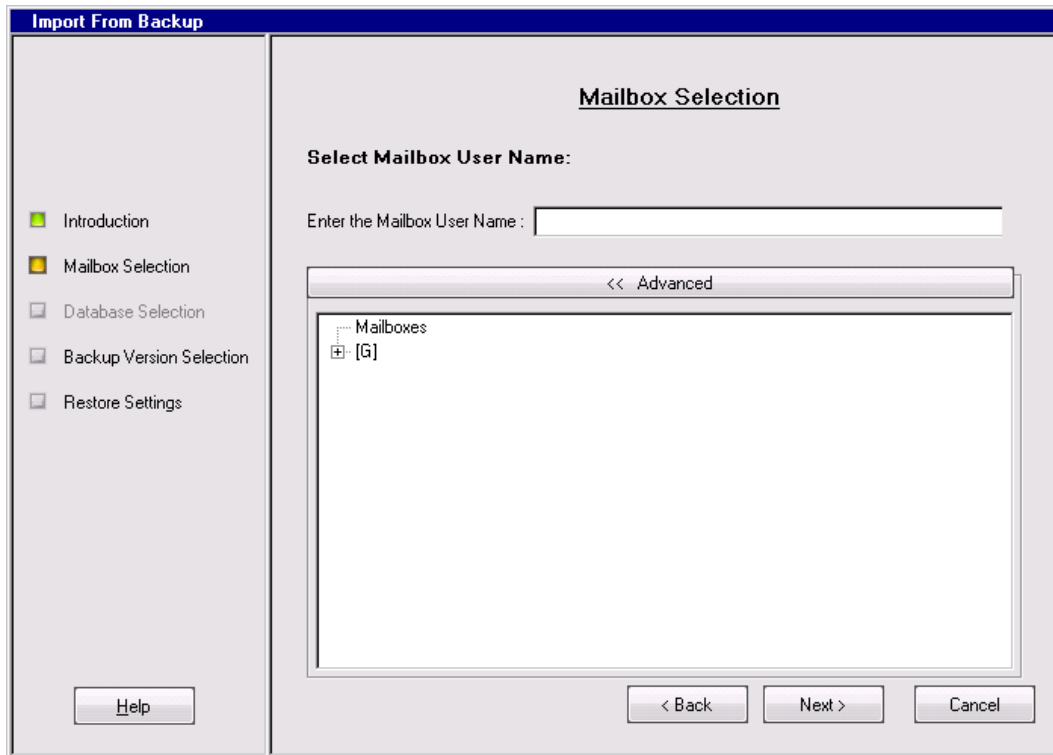 Import From Backup
Introduction
Mailbox Selection
Database Selection
Backup Version Selection
Restore Settings
Help
Mailbox Selection
Select Mailbox User Name:
Enter the Mailbox User Name :
<< Advanced
Mailboxes
[G]
< Back Next > Cancel